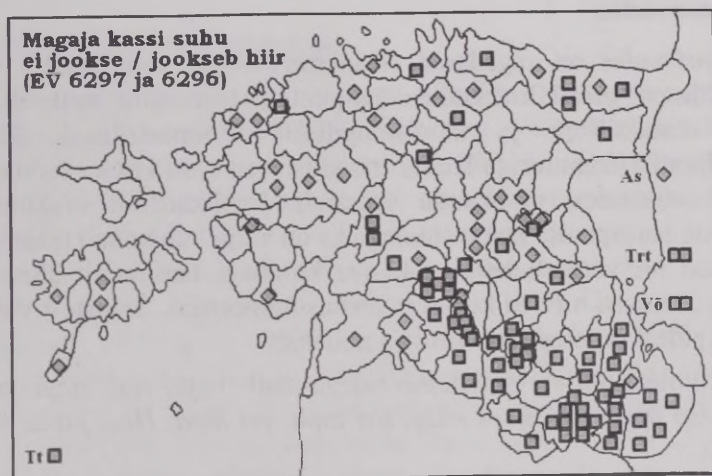 Magaja kassi suhu
ei jookse / jookseb hiir
(EV 6297 ja 6296)
As
Trt
Võ
Tt